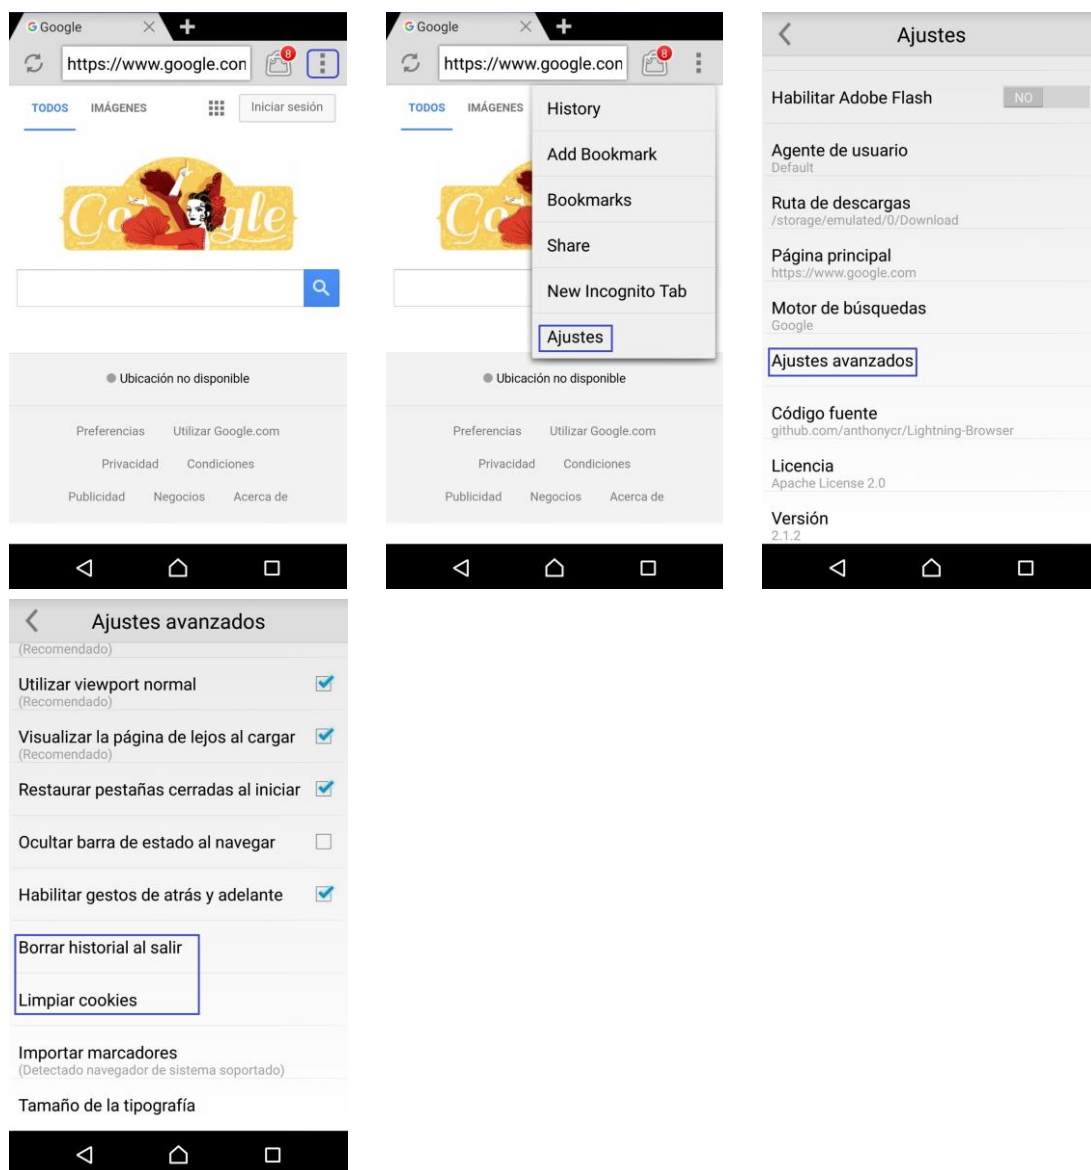 Google
https://www.google.con
8
TODOS IMÁGENES Iniciar sesión
Google
Ubicación no disponible
Preferencias Utilizar Google.com
Privacidad Condiciones
Publicidad Negocios Acerca de
Google
https://www.google.con
8
TODOS IMÁGENES
History
Add Bookmark
Bookmarks
Share
New Incognito Tab
Ajustes
Ubicación no disponible
Preferencias Utilizar Google.com
Privacidad Condiciones
Publicidad Negocios Acerca de
Ajustes
Habilitar Adobe Flash NO
Agente de usuario
Default
Ruta de descargas
/storage/emulated/0/Download
Página principal
https://www.google.com
Motor de búsquedas
Google
Ajustes avanzados
Código fuente
github.com/anthonycr/Lightning-Browser
Licencia
Apache License 2.0
Versión
2.1.2
Ajustes avanzados
(Recomendado)
Utilizar viewport normal
(Recomendado)
Visualizar la página de lejos al cargar
(Recomendado)
Restaurar pestañas cerradas al iniciar
Ocultar barra de estado al navegar
Habilitar gestos de atrás y adelante
Borrar historial al salir
Limpiar cookies
Importar marcadores
(Detectado navegador de sistema soportado)
Tamaño de la tipografía